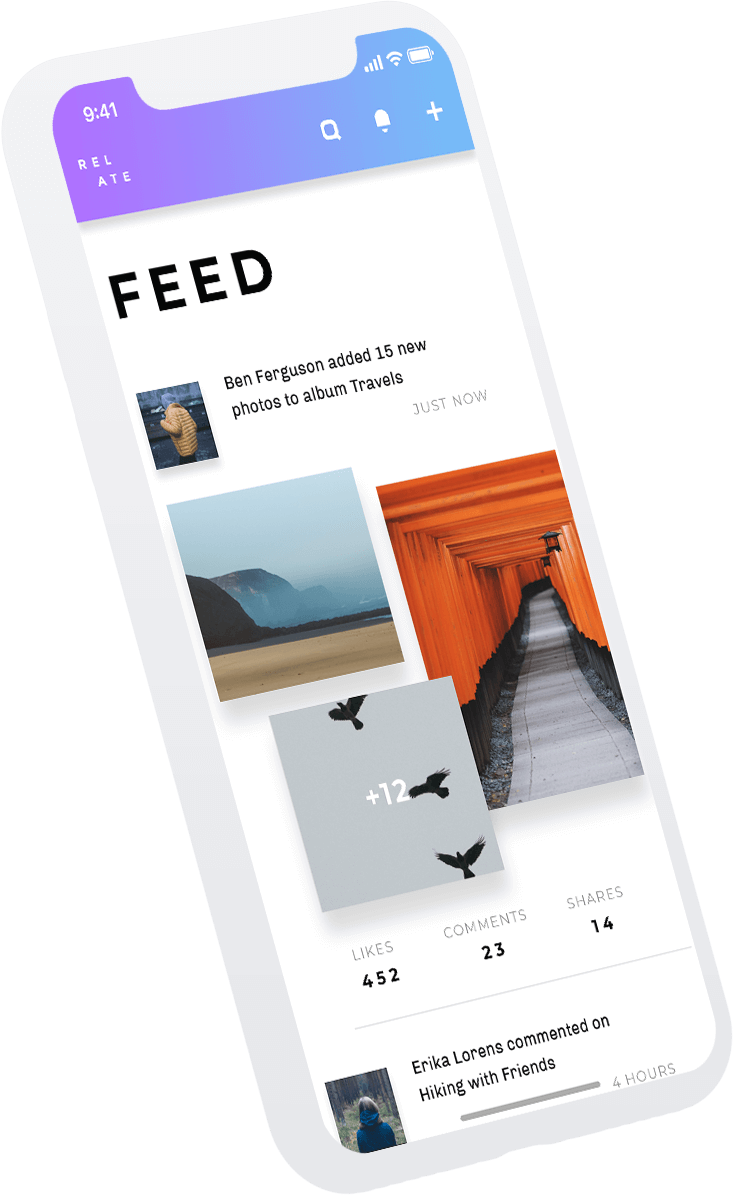 9:41
REL
ATE
FEED
Ben Ferguson added 15 new
photos to album Travels
JUST NOW
+12
LIKES
COMMENTS
SHARES
452
23
14
Erika Lorens commented on
Hiking with Friends
4 HOURS